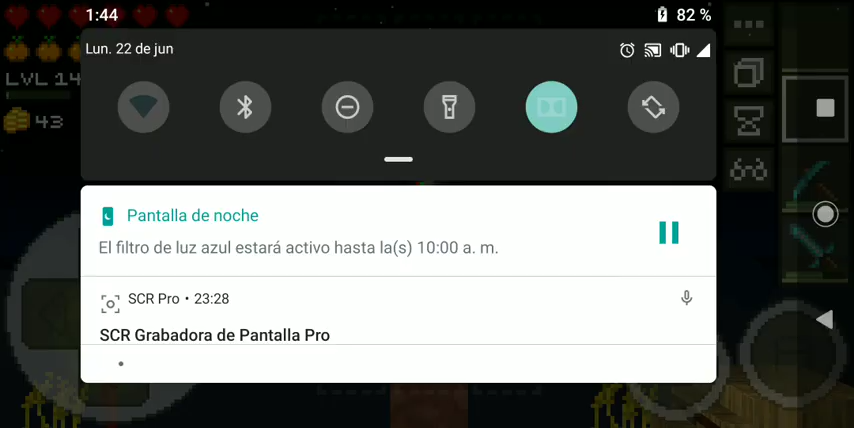 1:44
82 %
Lun. 22 de jun
LVL 14
43
Pantalla de noche
El filtro de luz azul estará activo hasta la(s) 10:00 a. m.
SCR Pro • 23:28
SCR Grabadora de Pantalla Pro